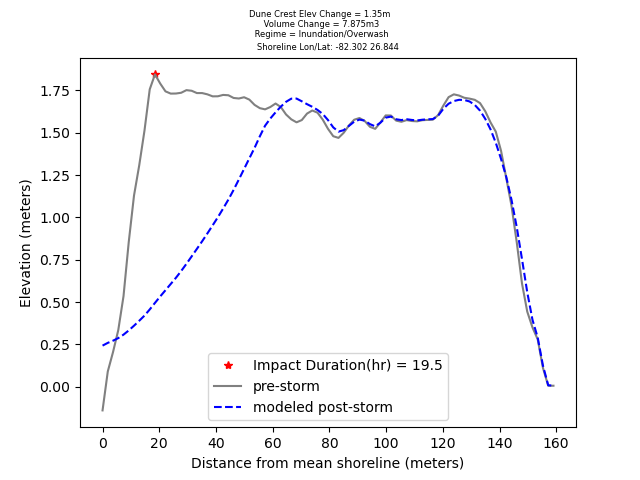 Dune Crest Elev Change = 1.35m
Volume Change = 7.875m3
Regime = Inundation/Overwash
Shoreline Lon/Lat: -82.302 26.844
Elevation (meters)
1.75
1.50
1.25
1.00
0.75
0.50
0.25
0.00
Impact Duration(hr) = 19.5
pre-storm
modeled post-storm
0 20 40 60 80 100 120 140 160
Distance from mean shoreline (meters)